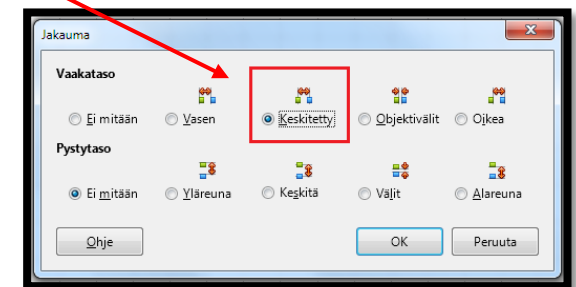 Jakauma
Vaakataso
Ei mitään Vasen Keskitetty Objektivälit Oikea
Pystytaso
Ei mitään Yläreuna Keskitä Välit Alareuna
Ohje OK Peruuta